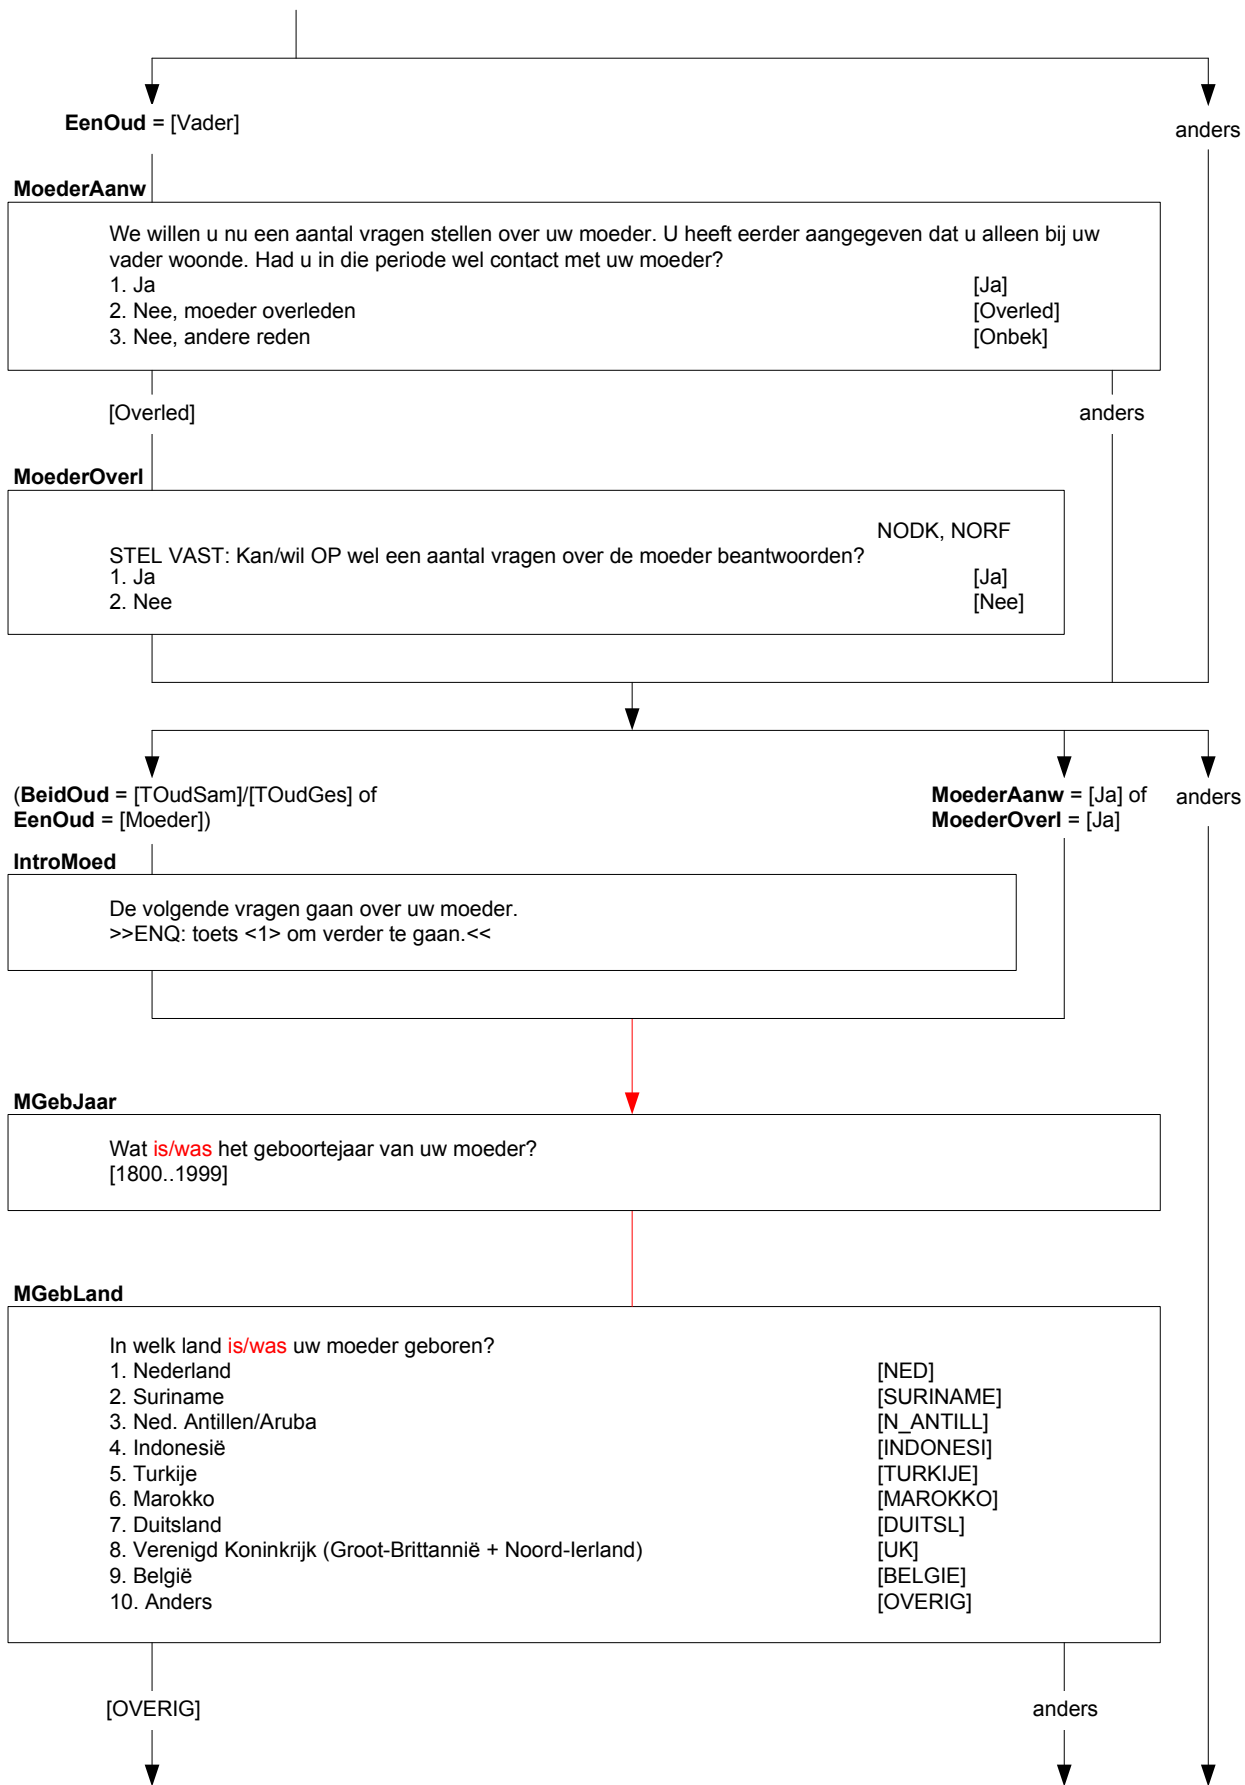 EenOud = [Vader]
anders
MoederAanw
We willen u nu een aantal vragen stellen over uw moeder. U heeft eerder aangegeven dat u alleen bij uw
vader woonde. Had u in die periode wel contact met uw moeder?
1. Ja [Ja]
2. Nee, moeder overleden [Overled]
3. Nee, andere reden [Onbek]
[Overled] anders
MoederOverl
NODK, NORF
STEL VAST: Kan/wil OP wel een aantal vragen over de moeder beantwoorden?
1. Ja [Ja]
2. Nee [Nee]
(BeidOud = [TOudSam]/[TOudGes] of
EenOud = [Moeder])
MoederAanw = [Ja] of
MoederOverl = [Ja]
anders
IntroMoed
De volgende vragen gaan over uw moeder.
>>ENQ: toets <1> om verder te gaan.<<
MGebJaar
Wat is/was het geboortejaar van uw moeder?
[1800..1999]
MGebLand
In welk land is/was uw moeder geboren?
1. Nederland [NED]
2. Suriname [SURINAME]
3. Ned. Antillen/Aruba [N_ANTILL]
4. Indonesië [INDONESI]
5. Turkije [TURKIJE]
6. Marokko [MAROKKO]
7. Duitsland [DUITSL]
8. Verenigd Koninkrijk (Groot-Brittannië + Noord-Ierland) [UK]
9. België [BELGIE]
10. Anders [OVERIG]
[OVERIG] anders